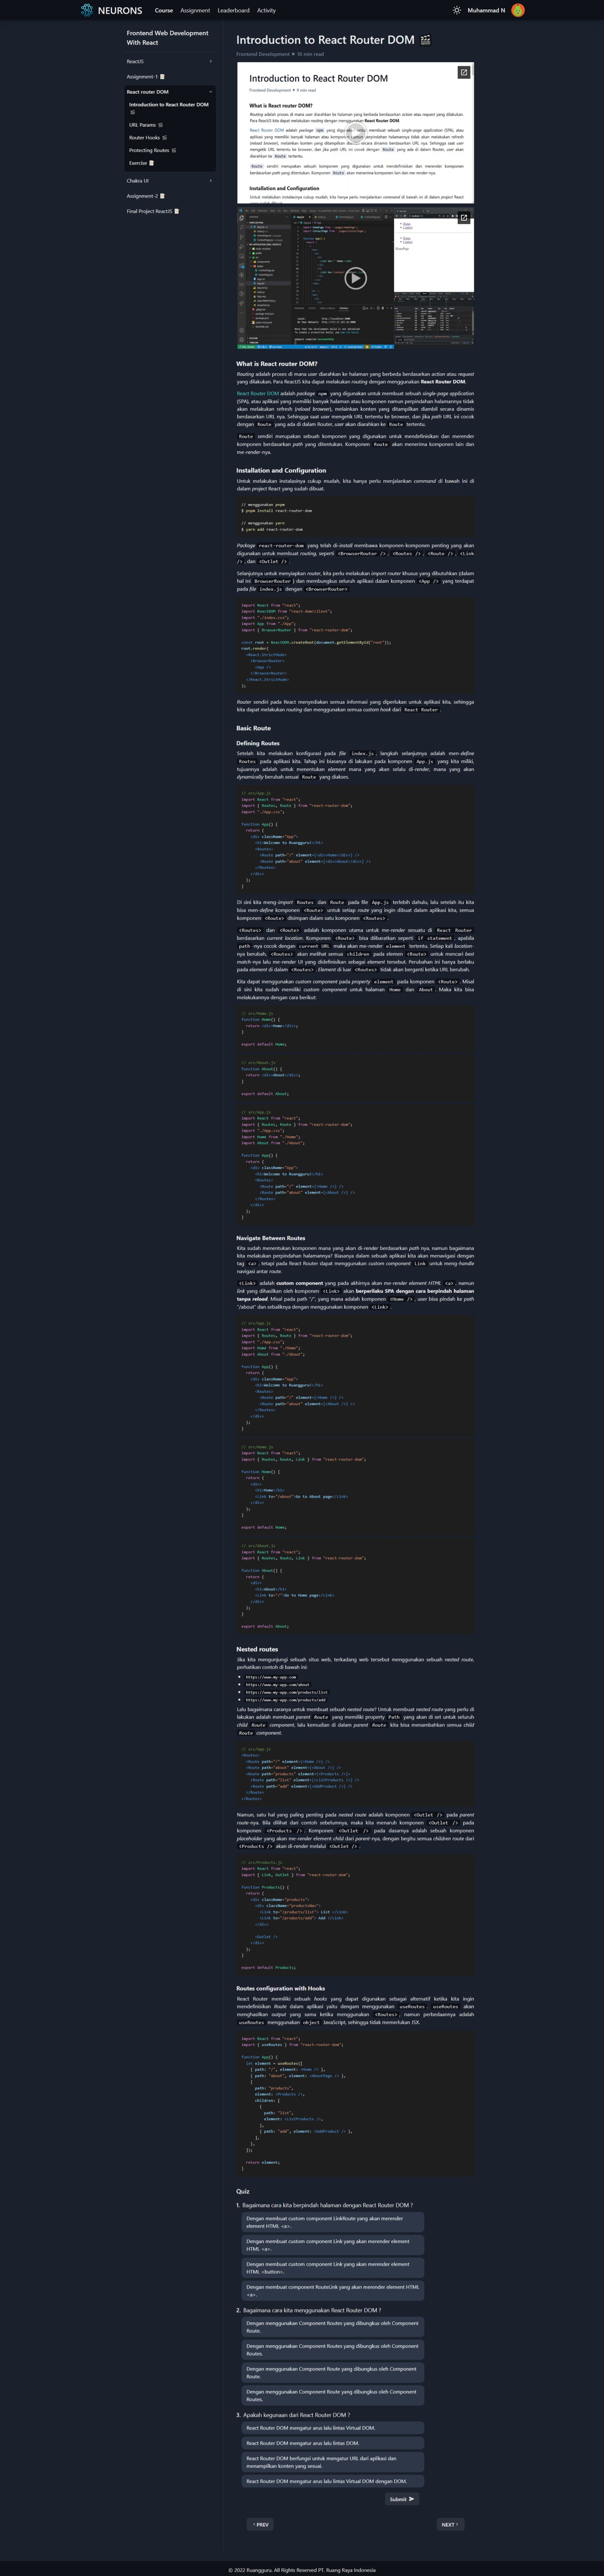 NEURONS
Course
Assignment
Leaderboard
Activity
Muhammad N
Frontend Web Development
With React
ReactJS
Assignment-1
React router DOM
Introduction to React Router DOM
URL Params
Router Hooks
Protecting Routes
Exercise
Chakra UI
Assignment-2
Final Project ReactJS
Introduction to React Router DOM
Frontend Development • 10 min read
Introduction to React Router DOM
What is React router DOM?
Installation and Configuration
What is React router DOM?
Routing adalah proses di mana user diarahkan ke halaman yang berbeda berdasarkan action atau request
yang dilakukan. Para ReactJS kita dapat melakukan routing dengan menggunakan React Router DOM.
React Router DOM adalah package npm yang digunakan untuk membuat sebuah single-page application
(SPA), atau aplikasi yang memiliki banyak halaman atau komponen namun perpindahan halamannya tidak
akan melakukan refresh (reload browser), melainkan konten yang ditampilkan diambil secara dinamis
berdasarkan URL nya. Sehingga saat user mengetik URL tertentu ke browser, dan jika path URL ini cocok
dengan Route yang ada di dalam Router, user akan diarahkan ke Route tertentu.
Route sendiri merupakan sebuah komponen yang digunakan untuk mendefinisikan dan merender
komponen berdasarkan path yang ditentukan. Komponen Route akan menerima komponen lain dan
me-render-nya.
Installation and Configuration
Untuk melakukan instalasinya cukup mudah, kita hanya perlu menjalankan command di bawah ini di
dalam project React yang sudah dibuat.
// menggunakan pnpm
$ pnpm install react-router-dom
// menggunakan yarn
$ yarn add react-router-dom
Package react-router-dom yang telah di-install membawa komponen-komponen penting yang akan
digunakan untuk membuat routing, seperti <BrowserRouter />, <Routes />, <Route />, <Link
/>, dan <Outlet />.
Selanjutnya untuk menyiapkan router, kita perlu melakukan import router khusus yang dibutuhkan (dalam
hal ini BrowserRouter) dan membungkus seluruh aplikasi dalam komponen <App /> yang terdapat
pada file index.js dengan <BrowserRouter>
import React from "react";
import ReactDOM from "react-dom/client";
import "./index.css";
import App from "./App";
import { BrowserRouter } from "react-router-dom";
const root = ReactDOM.createRoot(document.getElementById("root"));
root.render(
<React.StrictMode>
<BrowserRouter>
<App />
</BrowserRouter>
</React.StrictMode>
);
Router sendiri pada React menyediakan semua informasi yang diperlukan untuk aplikasi kita, sehingga
kita dapat melakukan routing dan menggunakan semua custom hook dari React Router.
Basic Route
Defining Routes
Setelah kita melakukan konfigurasi pada file index.js, langkah selanjutnya adalah men-define
Routes pada aplikasi kita. Tahap ini biasanya di lakukan pada komponen App.js yang kita miliki,
tujuannya adalah untuk menentukan element mana yang akan selalu di-render, mana yang akan
dynamically berubah sesuai Route yang diakses.
// src/App.js
import React from "react";
import { Routes, Route } from "react-router-dom";
import "./App.css";
function App() {
return (
<div className="App">
<h1>Welcome to Ruangguru!</h1>
<Routes>
<Route path="/" element={<div>Home</div>} />
<Route path="about" element={<div>About</div>} />
</Routes>
</div>
);
}
Di sini kita meng-import Routes dan Route pada file App.js terlebih dahulu, lalu setelah itu kita
bisa men-define komponen <Route> untuk setiap route yang ingin dibuat dalam aplikasi kita, semua
komponen <Route> disimpan dalam satu komponen <Routes>.
<Routes> dan <Route> adalah komponen utama untuk me-render sesuatu di React Router
berdasarkan current location. Komponen <Route> bisa diibaratkan seperti if statement, apabila
path -nya cocok dengan current URL maka akan me-render element tertentu. Setiap kali location-
nya berubah, <Routes> akan melihat semua children pada elemen <Route> untuk mencari best
match-nya lalu me-render UI yang didefinisikan sebagai element tersebut. Perubahan ini hanya berlaku
pada element di dalam <Routes>. Element di luar <Routes> tidak akan berganti ketika URL berubah.
Kita dapat menggunakan custom component pada property element pada komponen <Route>. Misal
di sini kita sudah memiliki custom component untuk halaman Home dan About. Maka kita bisa
melakukannya dengan cara berikut:
// src/Home.js
function Home() {
return <div>Home</div>;
}
export default Home;
// src/About.js
function About() {
return <div>About</div>;
}
export default About;
// src/App.js
import React from "react";
import { Routes, Route } from "react-router-dom";
import "./App.css";
import Home from "./Home";
import About from "./About";
function App() {
return (
<div className="App">
<h1>Welcome to Ruangguru!</h1>
<Routes>
<Route path="/" element={<Home />} />
<Route path="about" element={<About />} />
</Routes>
</div>
);
}
Navigate Between Routes
Kita sudah menentukan komponen mana yang akan di-render berdasarkan path nya, namun bagaimana
kita melakukan perpindahan halamannya? Biasanya dalam sebuah aplikasi kita akan menavigasi dengan
tag <a>, tetapi pada React Router dapat menggunakan custom component Link untuk meng-handle
navigasi antar route.
<Link> adalah custom component yang pada akhirnya akan me-render element HTML <a>, namun
link yang dihasilkan oleh komponen <Link> akan berperilaku SPA dengan cara berpindah halaman
tanpa reload. Misal pada path "/", yang mana adalah komponen <Home />, user bisa pindah ke path
"/about" dan sebaliknya dengan menggunakan komponen <Link>.
// src/App.js
import React from "react";
import { Routes, Route } from "react-router-dom";
import "./App.css";
import Home from "./Home";
import About from "./About";
function App() {
return (
<div className="App">
<h1>Welcome to Ruangguru!</h1>
<Routes>
<Route path="/" element={<Home />} />
<Route path="about" element={<About />} />
</Routes>
</div>
);
}
// src/Home.js
import React from "react";
import { Routes, Route, Link } from "react-router-dom";
function Home() {
return (
<div>
<h1>Home</h1>
<Link to="/about">Go to About page</Link>
</div>
);
}
export default Home;
// src/About.js
import React from "react";
import { Routes, Route, Link } from "react-router-dom";
function About() {
return (
<div>
<h1>About</h1>
<Link to="/">Go to Home page</Link>
</div>
);
}
export default About;
Nested routes
Jika kita mengunjungi sebuah situs web, terkadang web tersebut menggunakan sebuah nested route,
perhatikan contoh di bawah ini:
https://www.my-app.com
https://www.my-app.com/about
https://www.my-app.com/products/list
https://www.my-app.com/products/add
Lalu bagaimana caranya untuk membuat sebuah nested route? Untuk membuat nested route yang perlu di
lakukan adalah membuat parent Route yang memiliki property Path yang akan di set untuk seluruh
child Route component, lalu kemudian di dalam parent Route kita bisa menambahkan semua child
Route component.
// src/App.js
<Routes>
<Route path="/" element={<Home />} />
<Route path="about" element={<About />} />
<Route path="products" element={<Products />}>
<Route path="list" element={<ListProducts />} />
<Route path="add" element={<AddProduct />} />
</Route>
</Routes>
Namun, satu hal yang paling penting pada nested route adalah komponen <Outlet /> pada parent
route-nya. Bila dilihat dari contoh sebelumnya, maka kita menaruh komponen <Outlet /> pada
komponen <Products />. Komponen <Outlet /> pada dasarnya adalah sebuah komponen
placeholder yang akan me-render element child dari parent-nya, dengan begitu semua children route dari
<Products /> akan di-render melalui <Outlet />.
// src/Products.js
import React from "react";
import { Link, Outlet } from "react-router-dom";
function Products() {
return (
<div className="products">
<div className="productsNav">
<Link to="/products/list"> List </Link>
<Link to="/products/add"> Add </Link>
</div>
<Outlet />
</div>
);
}
export default Products;
Routes configuration with Hooks
React Router memiliki sebuah hooks yang dapat digunakan sebagai alternatif ketika kita ingin
mendefinisikan Route dalam aplikasi yaitu dengan menggunakan useRoutes. useRoutes akan
menghasilkan output yang sama ketika menggunakan <Routes>, namun perbedaannya adalah
useRoutes menggunakan object JavaScript, sehingga tidak memerlukan JSX.
import React from "react";
import { useRoutes } from "react-router-dom";
function App() {
let element = useRoutes([
{ path: "/", element: <Home /> },
{ path: "about", element: <AboutPage /> },
{
path: "products",
element: <Products />,
children: [
{
path: "list",
element: <ListProducts />,
},
{ path: "add", element: <AddProduct /> },
],
},
]);
return element;
}
Quiz
1. Bagaimana cara kita berpindah halaman dengan React Router DOM ?
Dengan membuat custom component LinkRoute yang akan merender
element HTML <a>.
Dengan membuat custom component Link yang akan merender element
HTML <a>.
Dengan membuat custom component Link yang akan merender element
HTML <button>.
Dengan membuat component RouteLink yang akan merender element HTML
<a>.
2. Bagaimana cara kita menggunakan React Router DOM ?
Dengan menggunakan Component Routes yang dibungkus oleh Component
Route.
Dengan menggunakan Component Routes yang dibungkus oleh Component
Routes.
Dengan menggunakan Component Route yang dibungkus oleh Component
Route.
Dengan menggunakan Component Route yang dibungkus oleh Component
Routes.
3. Apakah kegunaan dari React Router DOM ?
React Router DOM mengatur arus lalu lintas Virtual DOM.
React Router DOM mengatur arus lalu lintas DOM.
React Router DOM berfungsi untuk mengatur URL dari aplikasi dan
menampilkan konten yang sesuai.
React Router DOM mengatur arus lalu lintas Virtual DOM dengan DOM.
Submit
PREV
NEXT
© 2022 Ruangguru. All Rights Reserved PT. Ruang Raya Indonesia